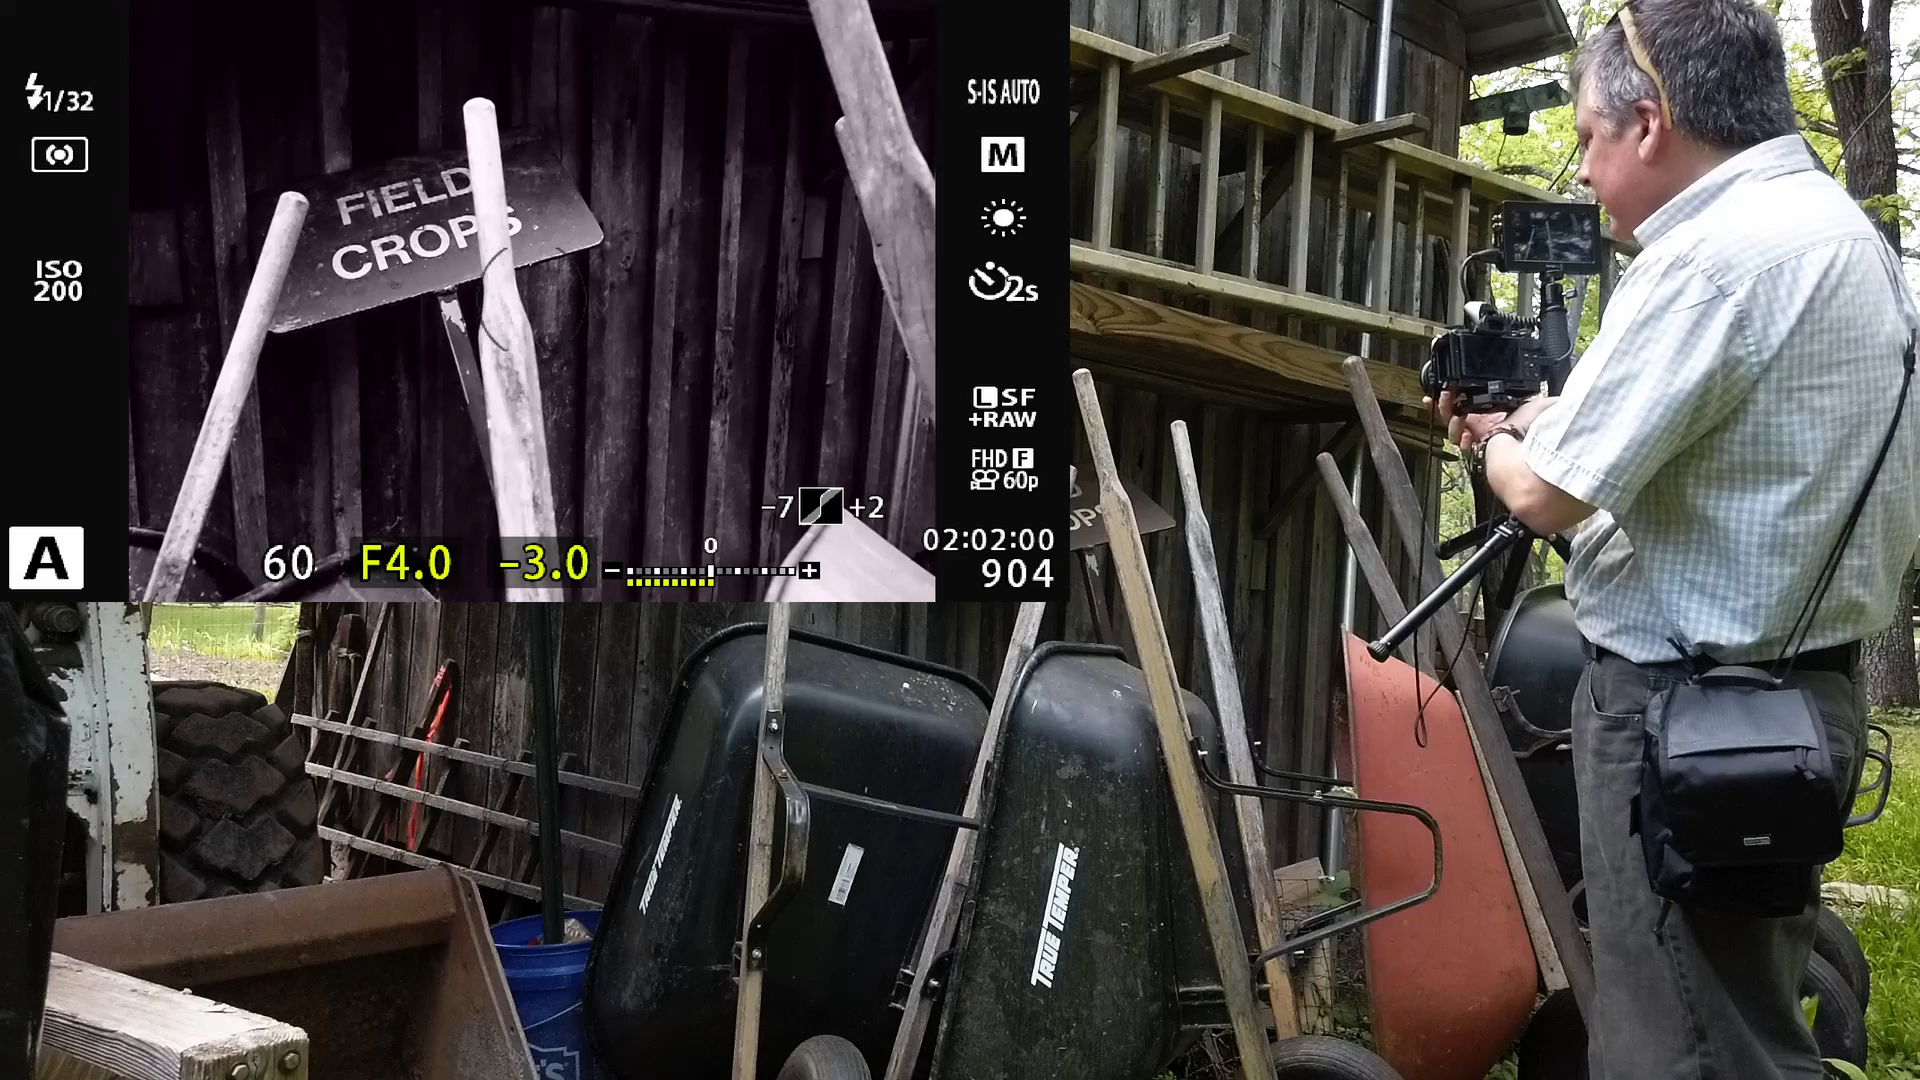 1/32
ISO
200
A
FIELD
CROPS
60 F4.0 -3.0
0
- +
-7 +2
S-IS AUTO
M
2s
L SF
+RAW
FHD F
60p
02:02:00
904
OPS
TRUE TEMPER
TRUE TEMPER®